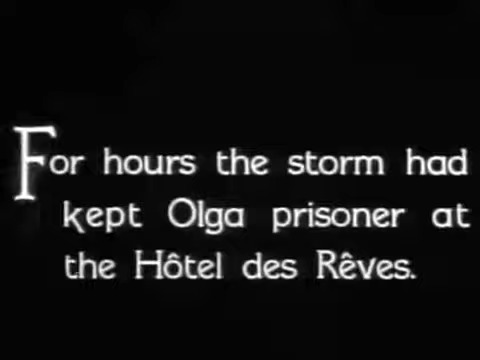 For hours the storm had
kept Olga prisoner at
the Hôtel des Rêves.